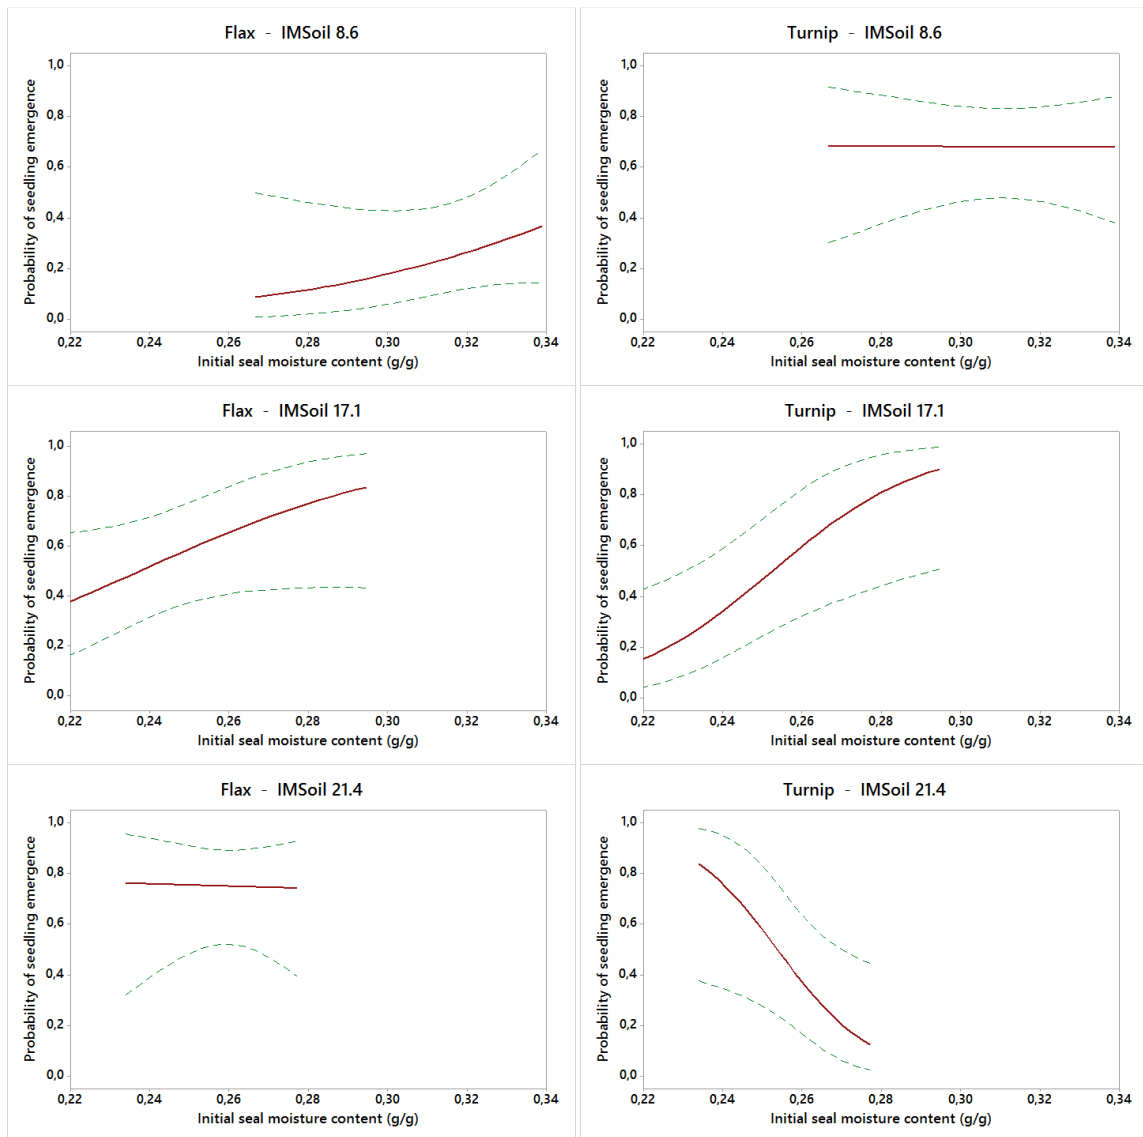 Flax - IMSoil 8.6
Probability of seedling emergence
1,0
0,8
0,6
0,4
0,2
0,0
0,22 0,24 0,26 0,28 0,30 0,32 0,34
Initial seal moisture content (g/g)
Turnip - IMSoil 8.6
Probability of seedling emergence
1,0
0,8
0,6
0,4
0,2
0,0
0,22 0,24 0,26 0,28 0,30 0,32 0,34
Initial seal moisture content (g/g)
Flax - IMSoil 17.1
Probability of seedling emergence
1,0
0,8
0,6
0,4
0,2
0,0
0,22 0,24 0,26 0,28 0,30 0,32 0,34
Initial seal moisture content (g/g)
Turnip - IMSoil 17.1
Probability of seedling emergence
1,0
0,8
0,6
0,4
0,2
0,0
0,22 0,24 0,26 0,28 0,30 0,32 0,34
Initial seal moisture content (g/g)
Flax - IMSoil 21.4
Probability of seedling emergence
1,0
0,8
0,6
0,4
0,2
0,0
0,22 0,24 0,26 0,28 0,30 0,32 0,34
Initial seal moisture content (g/g)
Turnip - IMSoil 21.4
Probability of seedling emergence
1,0
0,8
0,6
0,4
0,2
0,0
0,22 0,24 0,26 0,28 0,30 0,32 0,34
Initial seal moisture content (g/g)